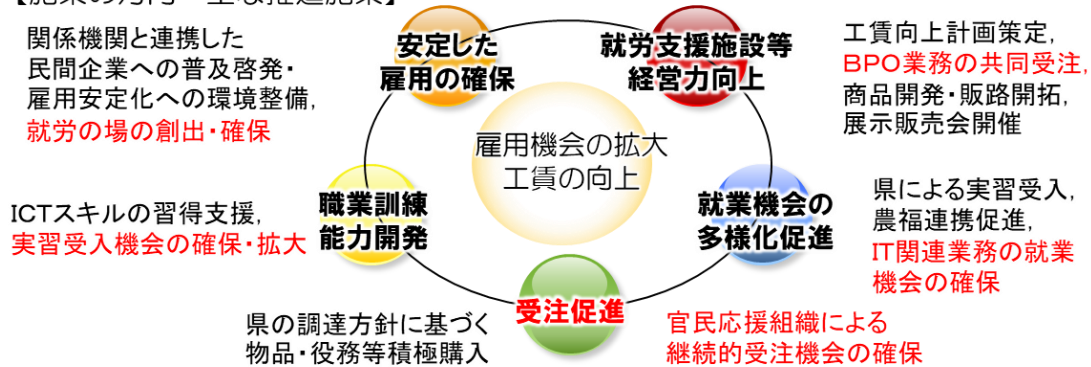 関係機関と連携した
民間企業への普及啓発・
雇用安定化への環境整備,
就労の場の創出・確保
安定した
雇用の確保
就労支援施設等
経営力向上
工賃向上計画策定,
BPO業務の共同受注,
商品開発・販路開拓,
展示販売会開催
雇用機会の拡大
工賃の向上
ICTスキルの習得支援,
実習受入機会の確保・拡大
職業訓練
能力開発
就業機会の
多様化促進
県による実習受入,
農福連携促進,
IT関連業務の就業
機会の確保
県の調達方針に基づく
物品・役務等積極購入
受注促進
官民応援組織による
継続的受注機会の確保